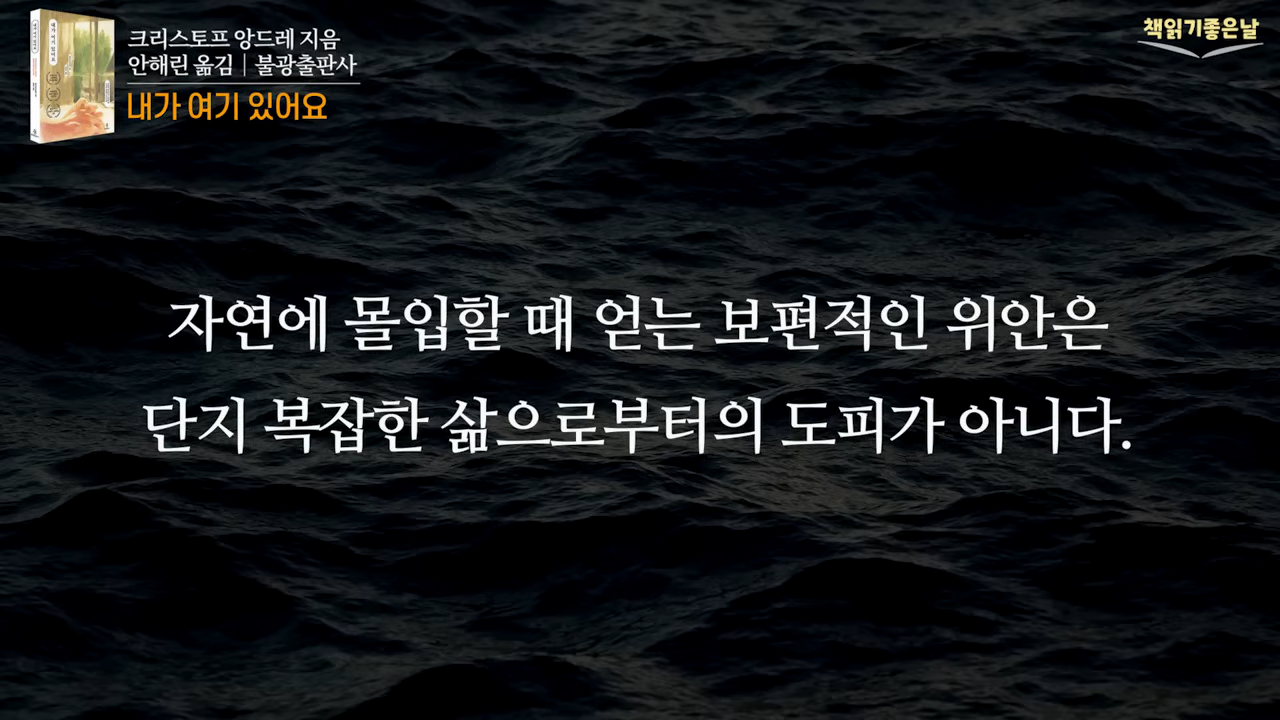 크리스토프 앙드레 지음
안해린 옮김 | 불광출판사
내가 여기 있어요
책읽기좋은날
자연에 몰입할 때 얻는 보편적인 위안은
단지 복잡한 삶으로부터의 도피가 아니다.